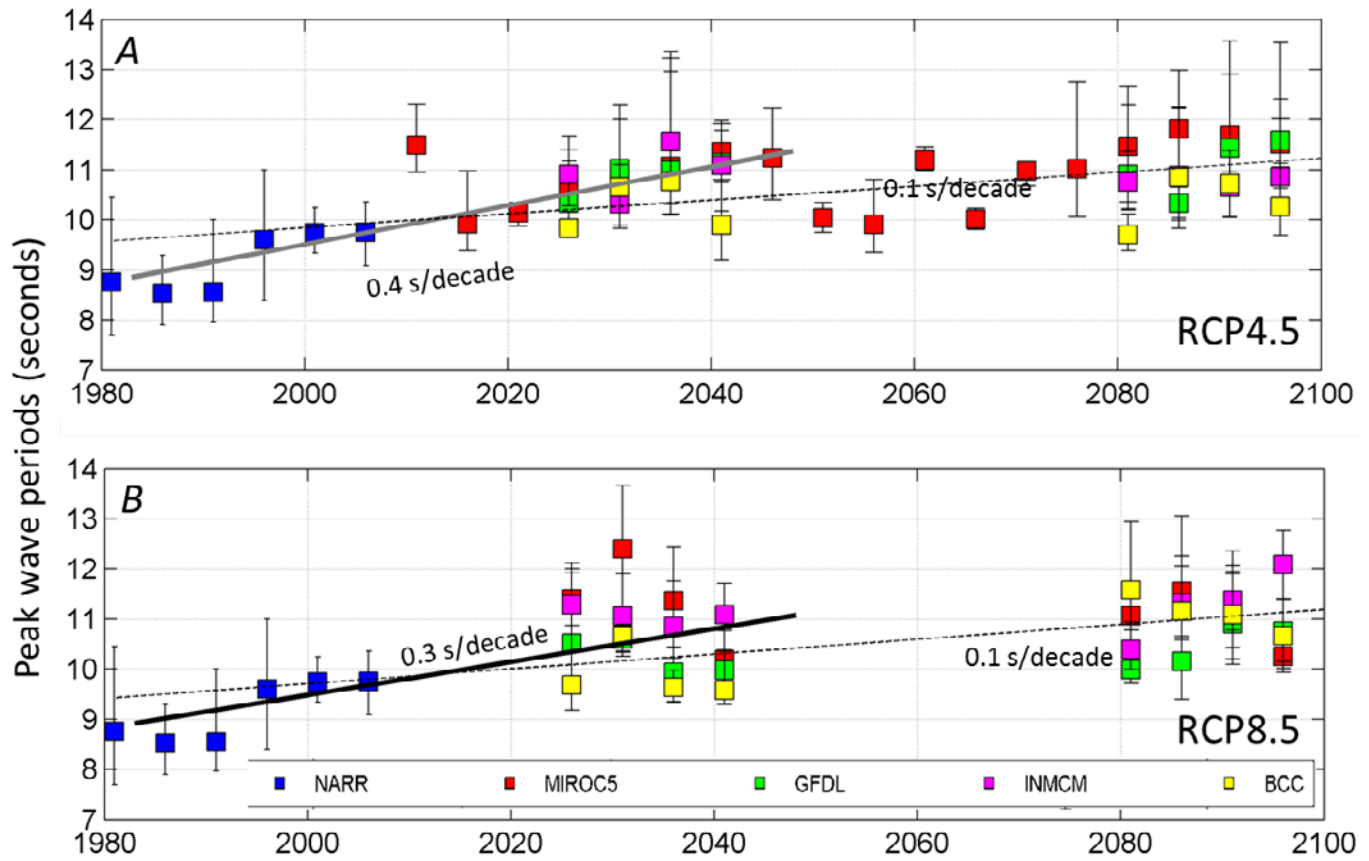 Peak wave periods (seconds)
A
14
13
12
11
10
9
8
7
0.4 s/decade
0.1 s/decade
RCP4.5
1980 2000 2020 2040 2060 2080 2100
B
14
13
12
11
10
9
8
7
0.3 s/decade
0.1 s/decade
RCP8.5
NARR MIROC5 GFDL INMCM BCC
1980 2000 2020 2040 2060 2080 2100